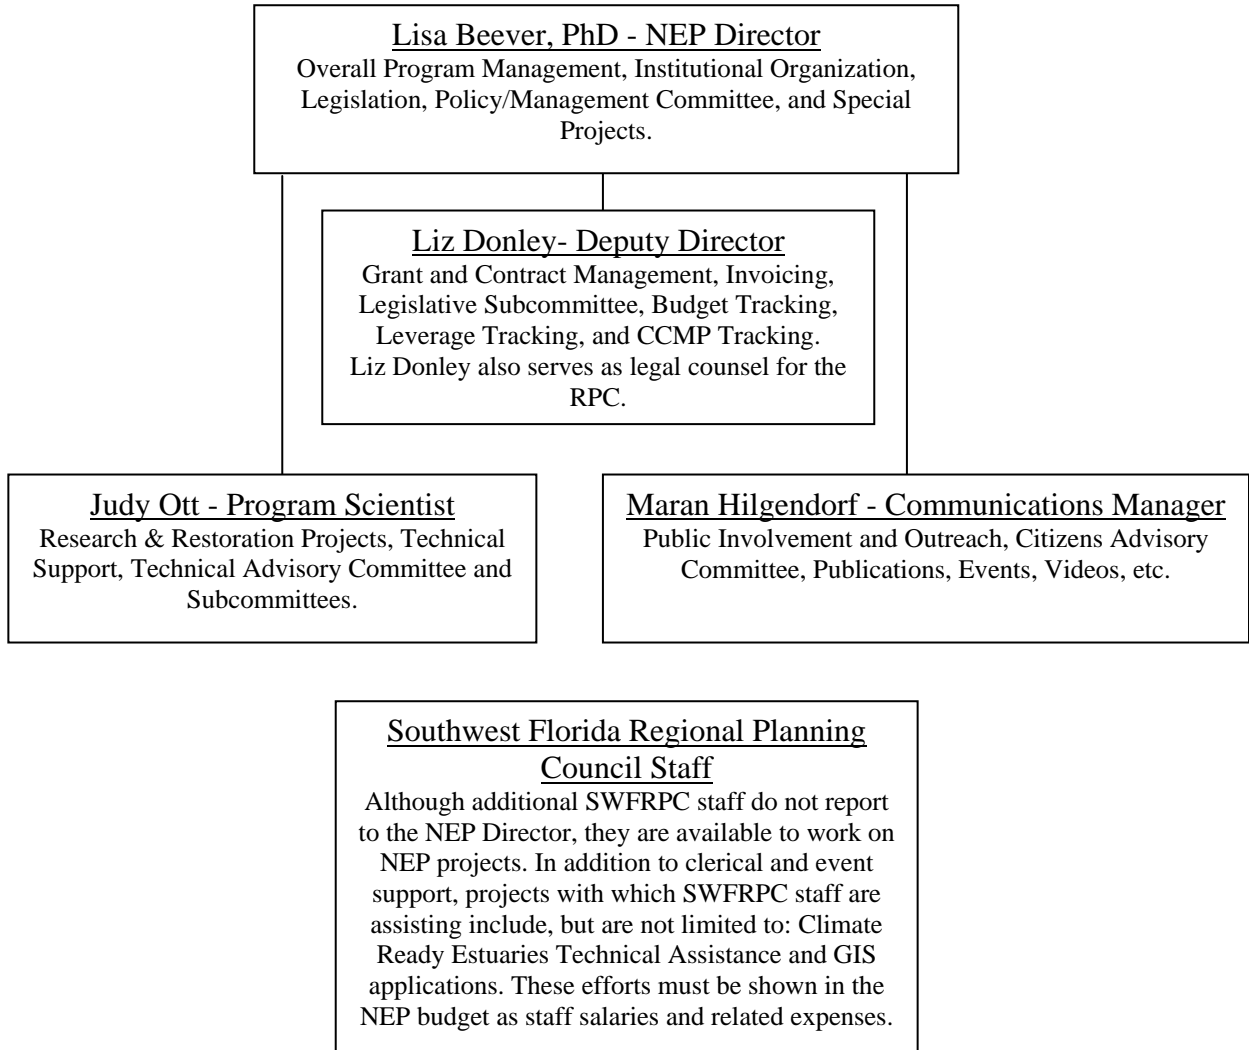 Lisa Beever, PhD - NEP Director
Overall Program Management, Institutional Organization,
Legislation, Policy/Management Committee, and Special
Projects.
Liz Donley- Deputy Director
Grant and Contract Management, Invoicing,
Legislative Subcommittee, Budget Tracking,
Leverage Tracking, and CCMP Tracking.
Liz Donley also serves as legal counsel for the
RPC.
Judy Ott - Program Scientist
Research & Restoration Projects, Technical
Support, Technical Advisory Committee and
Subcommittees.
Maran Hilgendorf - Communications Manager
Public Involvement and Outreach, Citizens Advisory
Committee, Publications, Events, Videos, etc.
Southwest Florida Regional Planning
Council Staff
Although additional SWFRPC staff do not report
to the NEP Director, they are available to work on
NEP projects. In addition to clerical and event
support, projects with which SWFRPC staff are
assisting include, but are not limited to: Climate
Ready Estuaries Technical Assistance and GIS
applications. These efforts must be shown in the
NEP budget as staff salaries and related expenses.